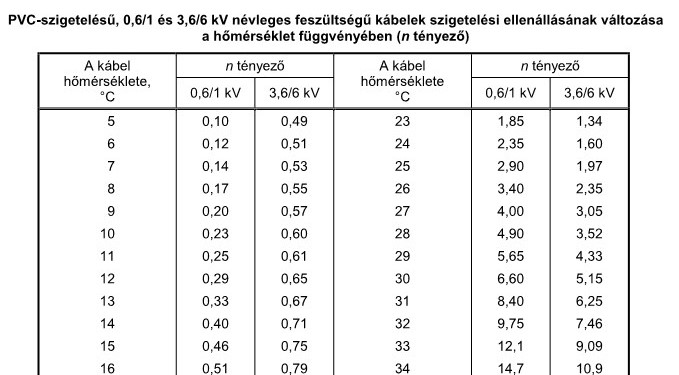 PVC-szigetelésű, 0,6/1 és 3,6/6 kV névleges feszültségű kábelek szigetelési ellenállásának változása
a hőmérséklet függvényében (n tényező)
A kábel hőmérséklete, °C | n tényező 0,6/1 kV | n tényező 3,6/6 kV | A kábel hőmérséklete °C | n tényező 0,6/1 kV | n tényező 3,6/6 kV
5 0,10 0,49 23 1,85 1,34
6 0,12 0,51 24 2,35 1,60
7 0,14 0,53 25 2,90 1,97
8 0,17 0,55 26 3,40 2,35
9 0,20 0,57 27 4,00 3,05
10 0,23 0,60 28 4,90 3,52
11 0,25 0,61 29 5,65 4,33
12 0,29 0,65 30 6,60 5,15
13 0,33 0,67 31 8,40 6,25
14 0,40 0,71 32 9,75 7,46
15 0,46 0,75 33 12,1 9,09
16 0,51 0,79 34 14,7 10,9